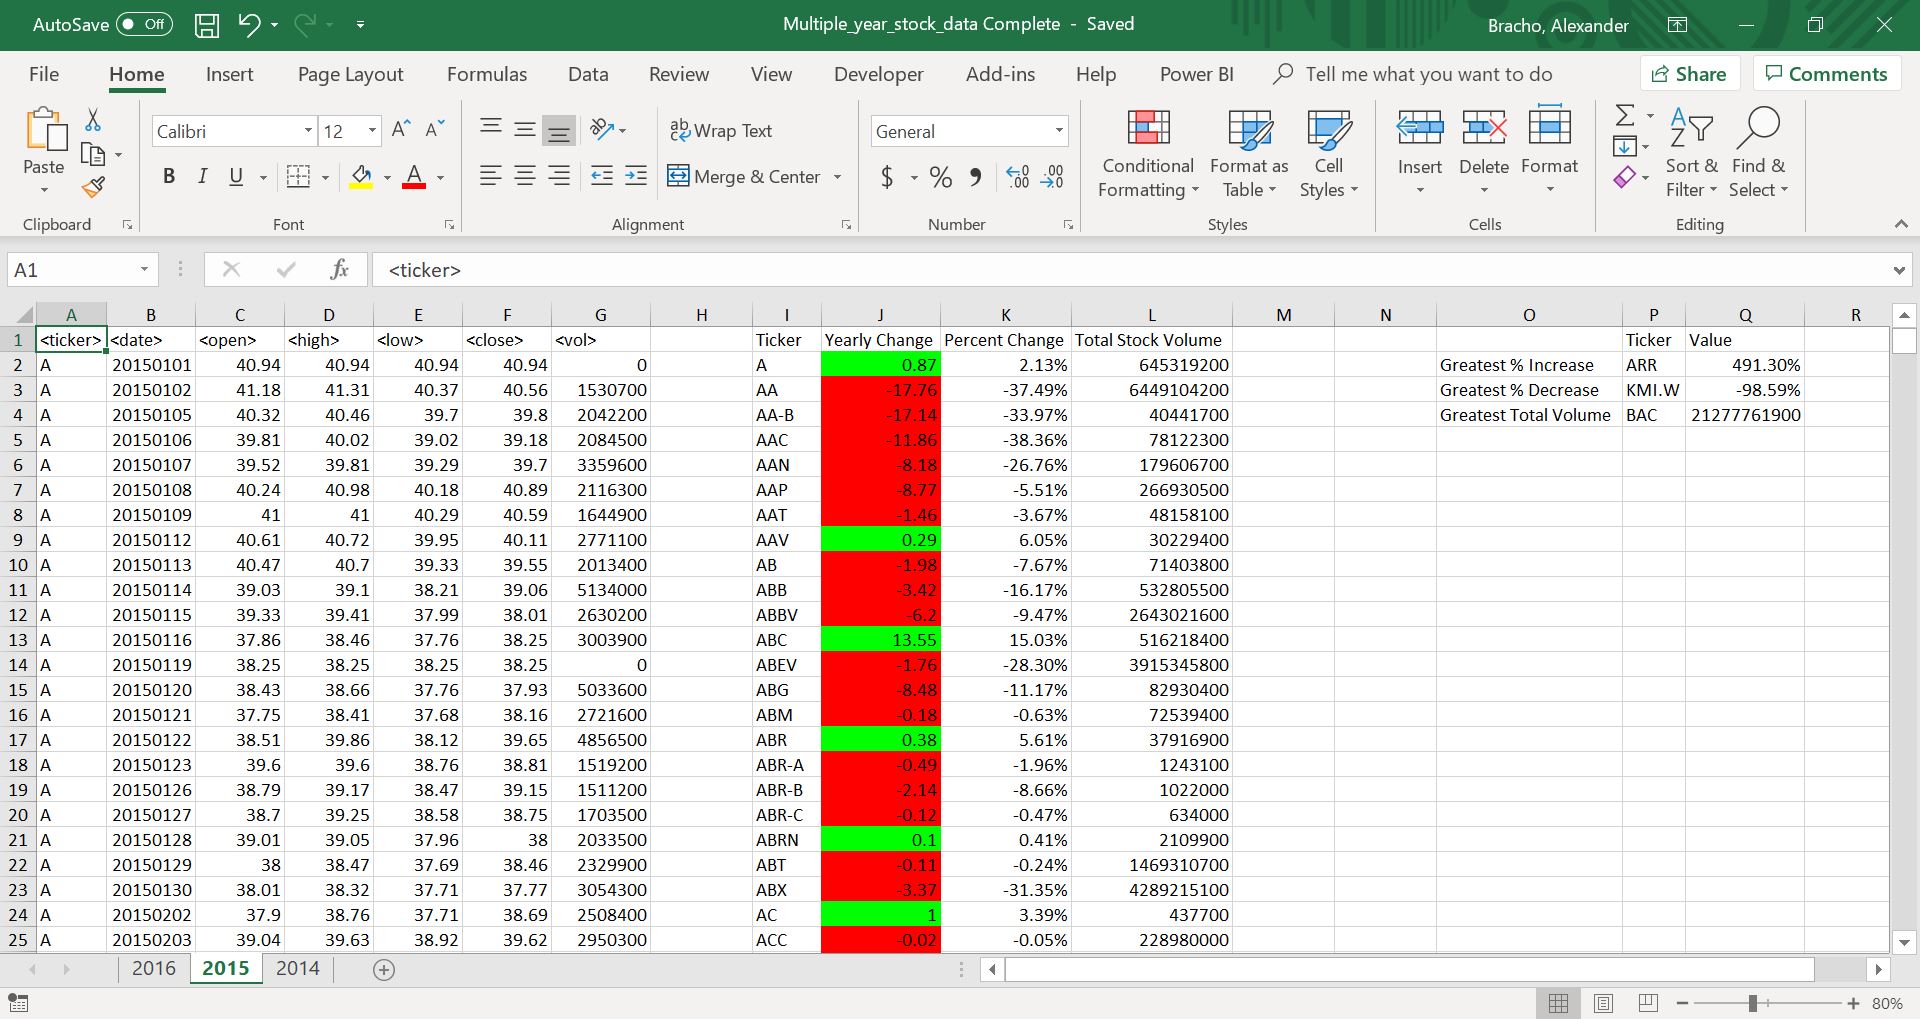 AutoSave Off Multiple_year_stock_data Complete - Saved Bracho, Alexander
File Home Insert Page Layout Formulas Data Review View Developer Add-ins Help Power BI Tell me what you want to do Share Comments
Calibri 12 A A ab Wrap Text General
Paste B I U A Merge & Center $ % , .00 .00 Conditional Formatting Format as Table Cell Styles Insert Delete Format Sort & Filter Find & Select
Clipboard Font Alignment Number Styles Cells Editing
A1 fx <ticker>
A B C D E F G H I J K L M N O P Q R
1 <ticker> <date> <open> <high> <low> <close> <vol> Ticker Yearly Change Percent Change Total Stock Volume Ticker Value
2 A 20150101 40.94 40.94 40.94 40.94 0 A 0.87 2.13% 645319200 Greatest % Increase ARR 491.30%
3 A 20150102 41.18 41.31 40.37 40.56 1530700 AA -17.76 -37.49% 6449104200 Greatest % Decrease KMI.W -98.59%
4 A 20150105 40.32 40.46 39.7 39.8 2042200 AA-B -17.14 -33.97% 40441700 Greatest Total Volume BAC 21277761900
5 A 20150106 39.81 40.02 39.02 39.18 2084500 AAC -11.86 -38.36% 78122300
6 A 20150107 39.52 39.81 39.29 39.7 3359600 AAN -8.18 -26.76% 179606700
7 A 20150108 40.24 40.98 40.18 40.89 2116300 AAP -8.77 -5.51% 266930500
8 A 20150109 41 41 40.29 40.59 1644900 AAT -1.46 -3.67% 48158100
9 A 20150112 40.61 40.72 39.95 40.11 2771100 AAV 0.29 6.05% 30229400
10 A 20150113 40.47 40.7 39.33 39.55 2013400 AB -1.98 -7.67% 71403800
11 A 20150114 39.03 39.1 38.21 39.06 5134000 ABB -3.42 -16.17% 532805500
12 A 20150115 39.33 39.41 37.99 38.01 2630200 ABBV -6.2 -9.47% 2643021600
13 A 20150116 37.86 38.46 37.76 38.25 3003900 ABC 13.55 15.03% 516218400
14 A 20150119 38.25 38.25 38.25 38.25 0 ABEV -1.76 -28.30% 3915345800
15 A 20150120 38.43 38.66 37.76 37.93 5033600 ABG -8.48 -11.17% 82930400
16 A 20150121 37.75 38.41 37.68 38.16 2721600 ABM -0.18 -0.63% 72539400
17 A 20150122 38.51 39.86 38.12 39.65 4856500 ABR 0.38 5.61% 37916900
18 A 20150123 39.6 39.6 38.76 38.81 1519200 ABR-A -0.49 -1.96% 1243100
19 A 20150126 38.79 39.17 38.47 39.15 1511200 ABR-B -2.14 -8.66% 1022000
20 A 20150127 38.7 39.25 38.58 38.75 1703500 ABR-C -0.12 -0.47% 634000
21 A 20150128 39.01 39.05 37.96 38 2033500 ABRN 0.1 0.41% 2109900
22 A 20150129 38 38.47 37.69 38.46 2329900 ABT -0.11 -0.24% 1469310700
23 A 20150130 38.01 38.32 37.71 37.77 3054300 ABX -3.37 -31.35% 4289215100
24 A 20150202 37.9 38.76 37.71 38.69 2508400 AC 1 3.39% 437700
25 A 20150203 39.04 39.63 38.92 39.62 2950300 ACC -0.02 -0.05% 228980000
2016 2015 2014
80%